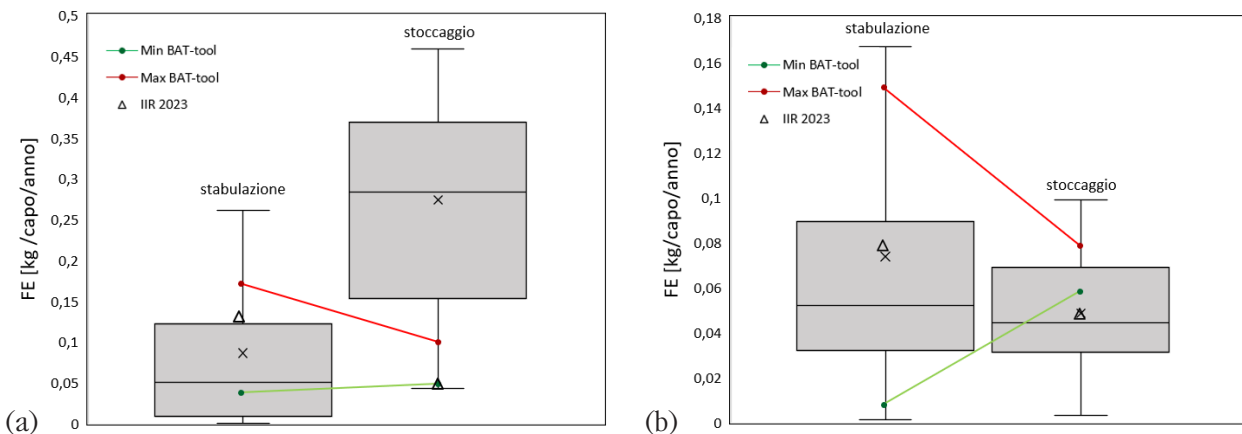 0,5
0,45
0,4
0,35
0,3
0,25
0,2
0,15
0,1
0,05
0
FE [kg /capo/anno]
Min BAT-tool
Max BAT-tool
IIR 2023
stabulazione
stoccaggio
(a)
0,18
0,16
0,14
0,12
0,1
0,08
0,06
0,04
0,02
0
FE [kg/capo/anno]
stabulazione
Min BAT-tool
Max BAT-tool
IIR 2023
stoccaggio
(b)